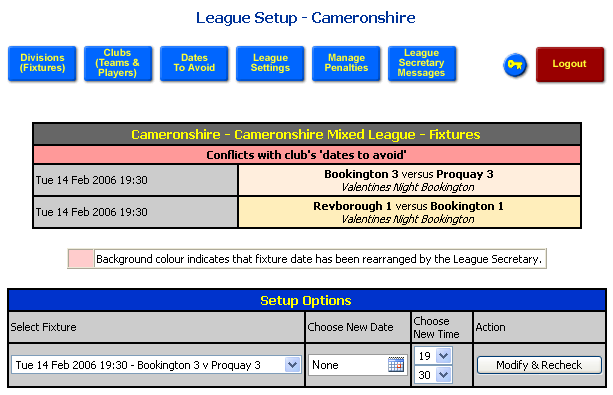 League Setup - Cameronshire
Divisions
(Fixtures)
Clubs
(Teams &
Players)
Dates
To Avoid
League
Settings
Manage
Penalties
League
Secretary
Messages
Logout
Cameronshire - Cameronshire Mixed League - Fixtures
Conflicts with club's 'dates to avoid'
Tue 14 Feb 2006 19:30
Bookington 3 versus Proquay 3
Valentines Night Bookington
Tue 14 Feb 2006 19:30
Revborough 1 versus Bookington 1
Valentines Night Bookington
Background colour indicates that fixture date has been rearranged by the League Secretary.
Setup Options
Select Fixture
Choose New Date
Choose
New Time
Action
Tue 14 Feb 2006 19:30 - Bookington 3 v Proquay 3
None
19
30
Modify & Recheck